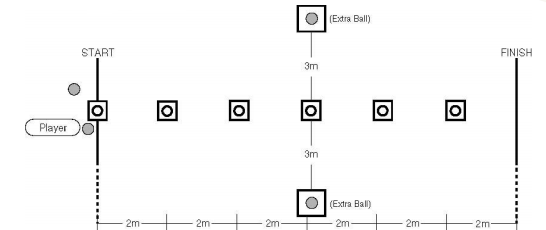 (Extra Ball)
START
FINISH
3m
Player
3m
(Extra Ball)
2m 2m 2m 2m 2m 2m